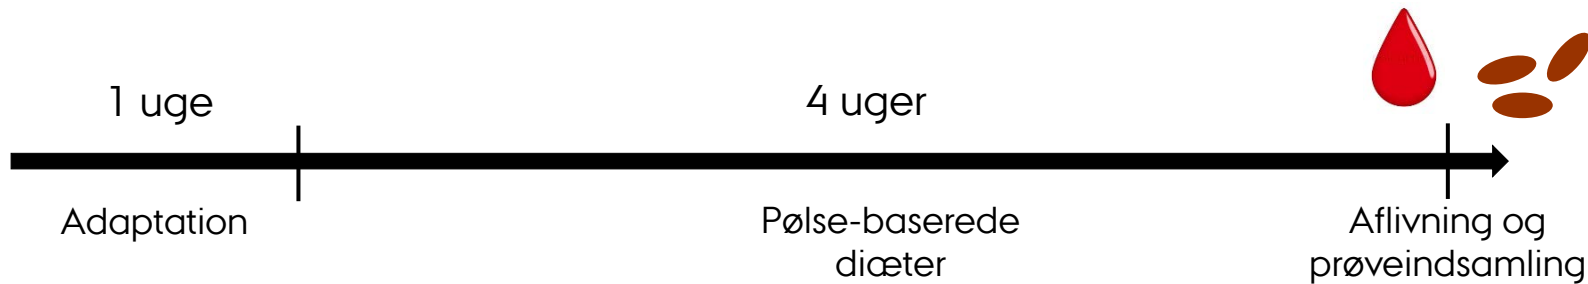 1 uge
4 uger
Adaptation
Pølse-baserede
diæter
Aflivning og
prøveindsamling